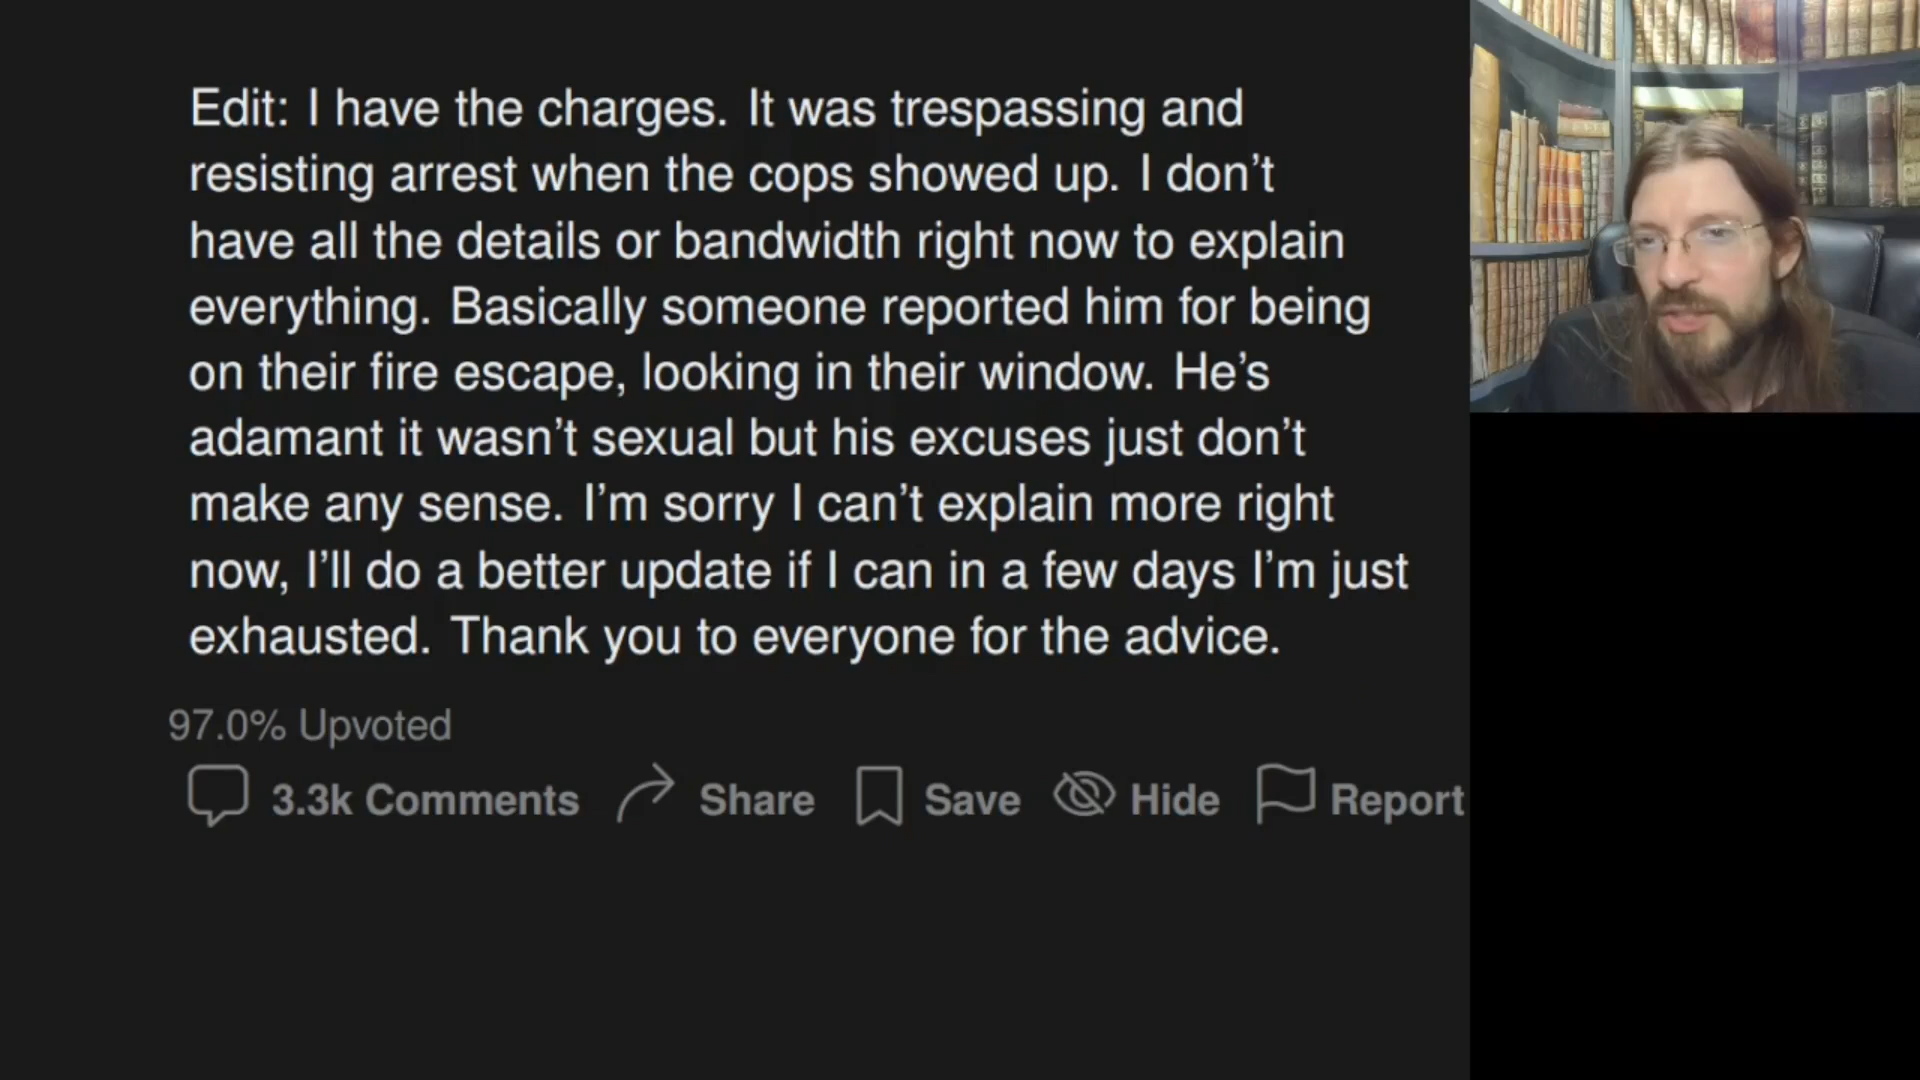 Edit: I have the charges. It was trespassing and
resisting arrest when the cops showed up. I don’t
have all the details or bandwidth right now to explain
everything. Basically someone reported him for being
on their fire escape, looking in their window. He’s
adamant it wasn’t sexual but his excuses just don’t
make any sense. I’m sorry I can’t explain more right
now, I’ll do a better update if I can in a few days I’m just
exhausted. Thank you to everyone for the advice.
97.0% Upvoted
3.3k Comments Share Save Hide Report